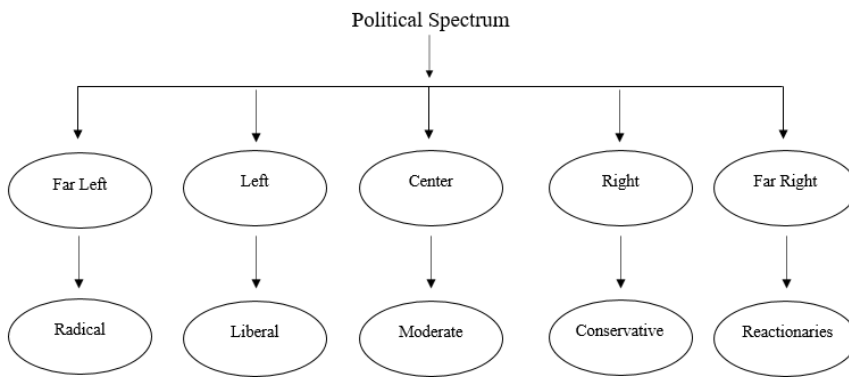 Political Spectrum
Far Left
Left
Center
Right
Far Right
Radical
Liberal
Moderate
Conservative
Reactionaries